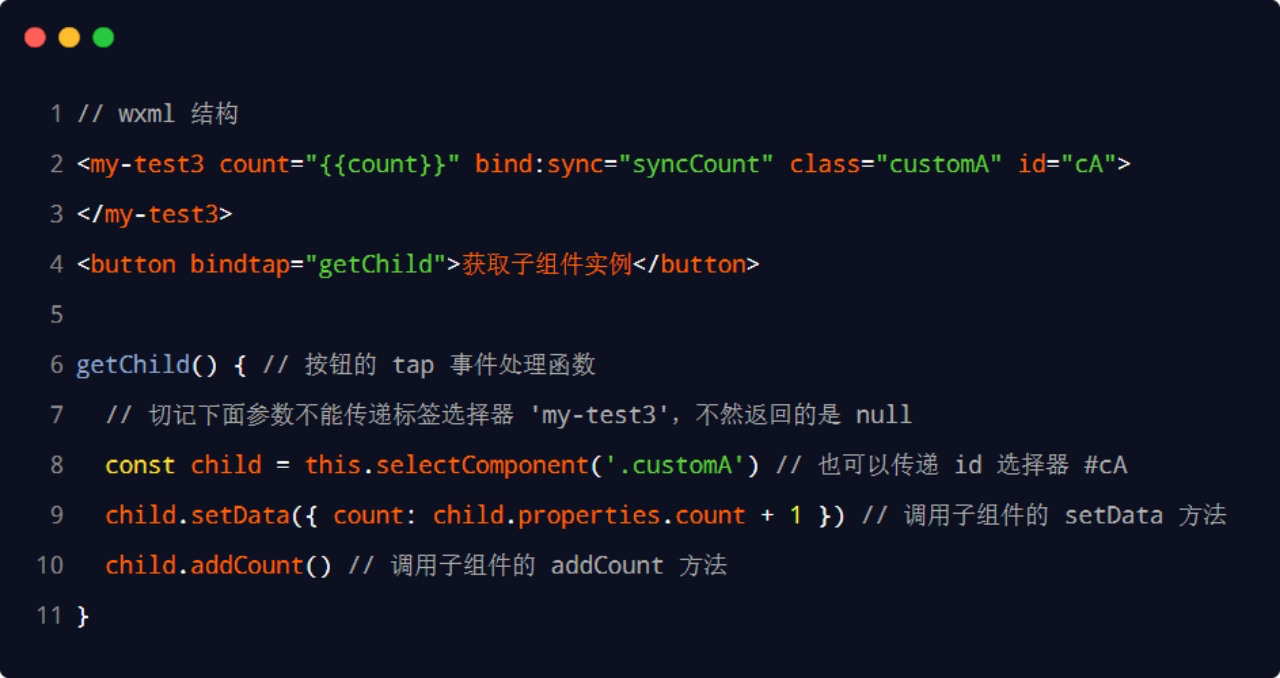 1 // wxml 结构
2 <my-test3 count="{{count}}" bind:sync="syncCount" class="customA" id="cA">
3 </my-test3>
4 <button bindtap="getChild">获取子组件实例</button>
5
6 getChild() { // 按钮的 tap 事件处理函数
7   // 切记下面参数不能传递标签选择器 'my-test3'，不然返回的是 null
8   const child = this.selectComponent('.customA') // 也可以传递 id 选择器 #cA
9   child.setData({ count: child.properties.count + 1 }) // 调用子组件的 setData 方法
10   child.addCount() // 调用子组件的 addCount 方法
11 }